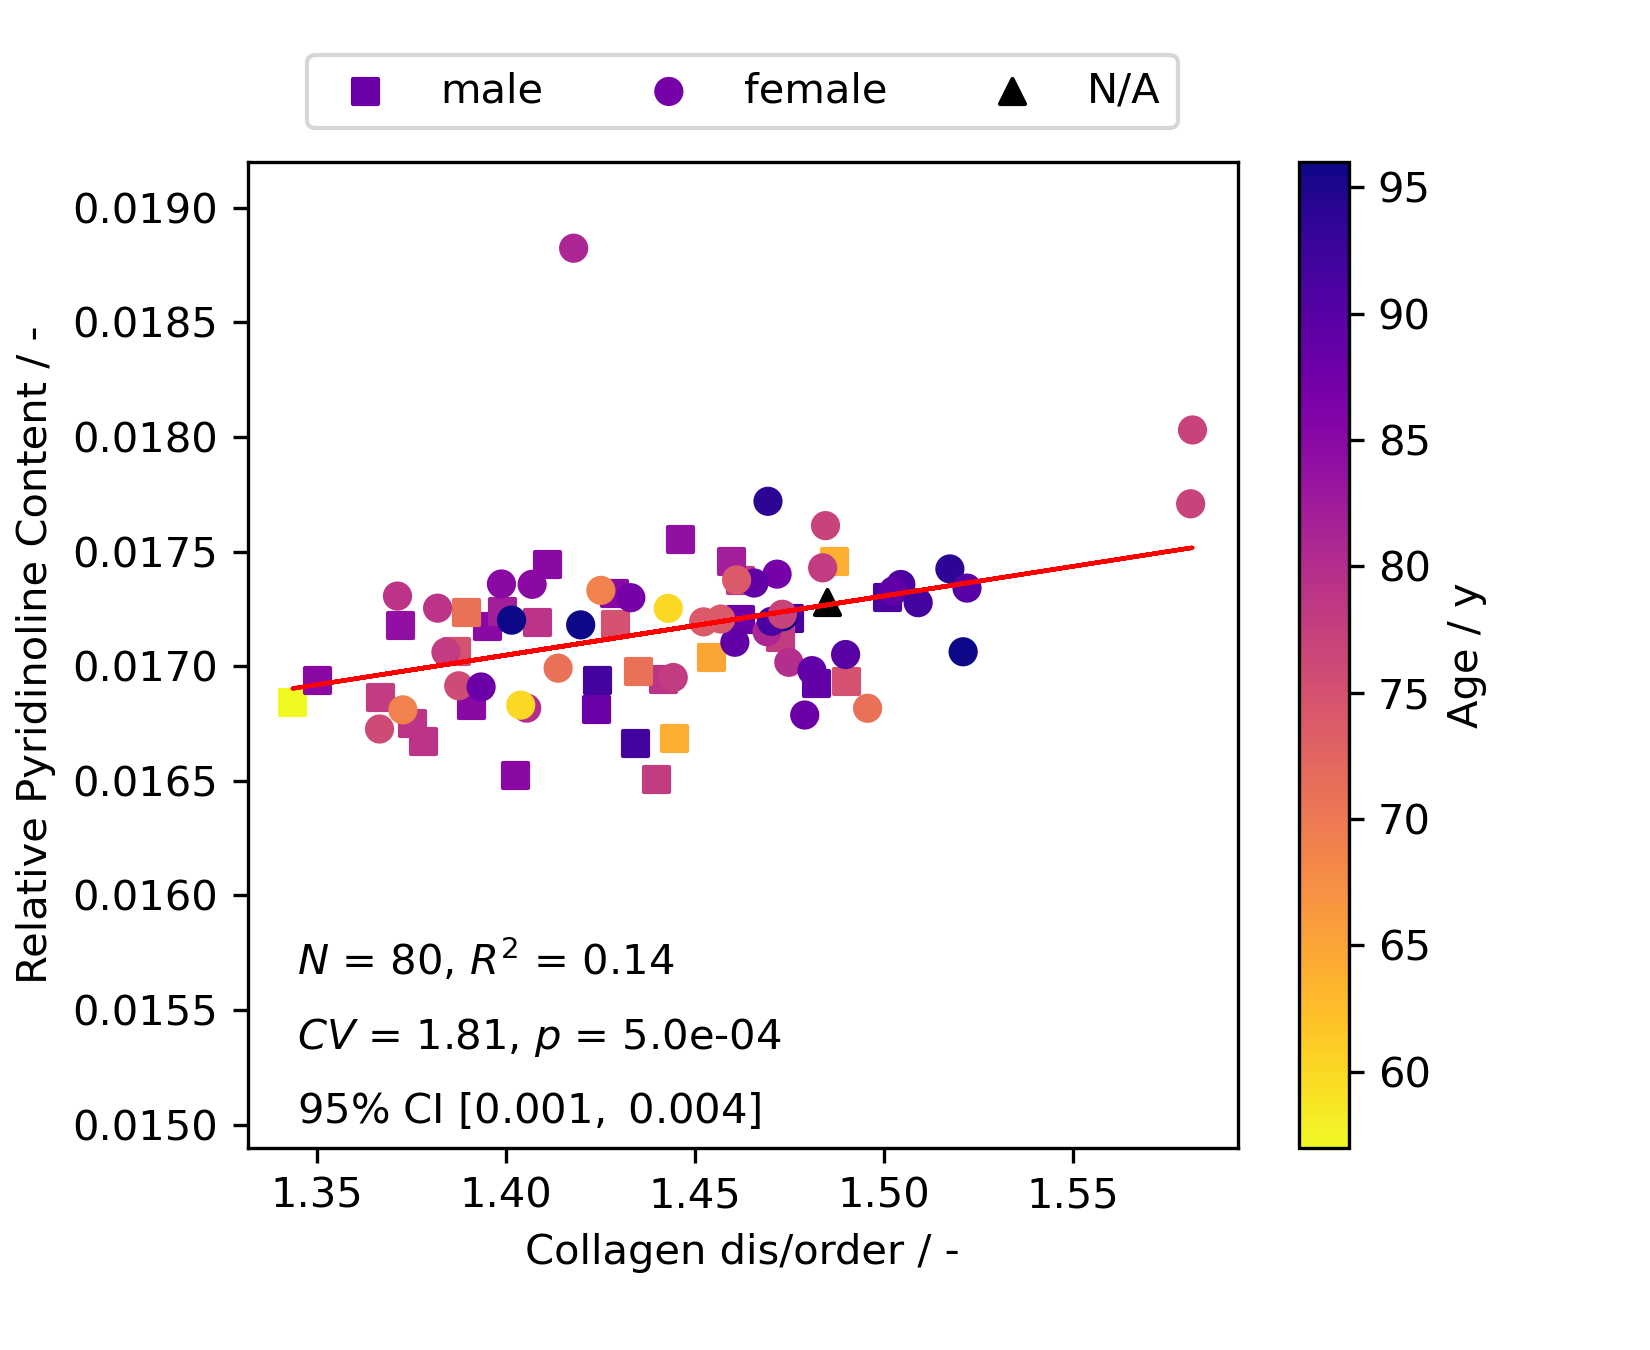 male female N/A
0.0190
0.0185
0.0180
0.0175
0.0170
0.0165
0.0160
0.0155
0.0150
Relative Pyridinoline Content / -
N = 80, R² = 0.14
CV = 1.81, p = 5.0e-04
95% CI [0.001, 0.004]
1.35 1.40 1.45 1.50 1.55
Collagen dis/order / -
95
90
85
80
75
70
65
60
Age / y